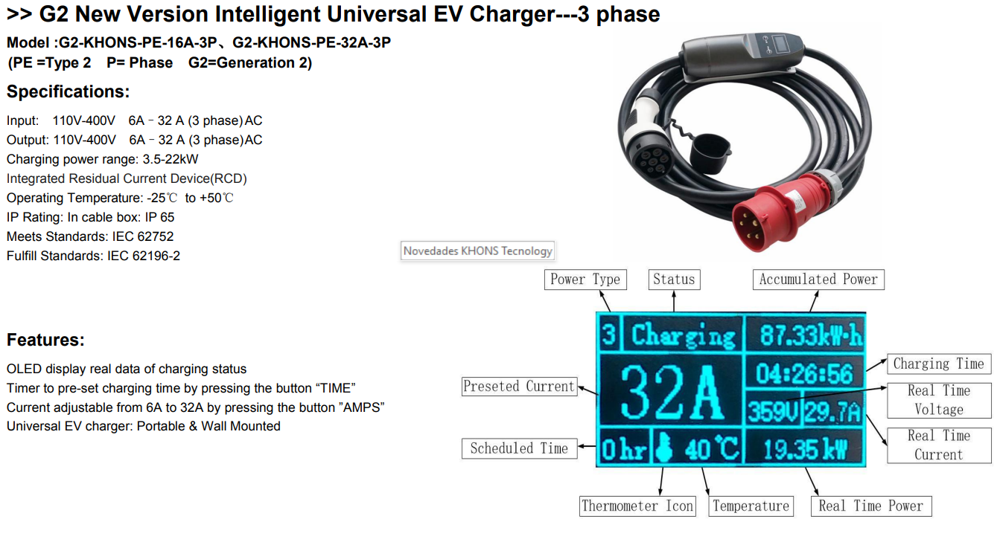 >> G2 New Version Intelligent Universal EV Charger---3 phase
Model :G2-KHONS-PE-16A-3P、G2-KHONS-PE-32A-3P
(PE =Type 2 P= Phase G2=Generation 2)
Specifications:
Input: 110V-400V 6A﹣32 A (3 phase)AC
Output: 110V-400V 6A﹣32 A (3 phase)AC
Charging power range: 3.5-22kW
Integrated Residual Current Device(RCD)
Operating Temperature: -25℃ to +50℃
IP Rating: In cable box: IP 65
Meets Standards: IEC 62752
Fulfill Standards: IEC 62196-2
Novedades KHONS Tecnology
Features:
OLED display real data of charging status
Timer to pre-set charging time by pressing the button “TIME”
Current adjustable from 6A to 32A by pressing the button ”AMPS”
Universal EV charger: Portable & Wall Mounted
Power Type
Status
Accumulated Power
3
Charging
87.33kW·h
Charging Time
04:26:56
Preseted Current
32A
Real Time
Voltage
359V
29.7A
Real Time
Current
Scheduled Time
0hr
40℃
19.35kW
Thermometer Icon
Temperature
Real Time Power